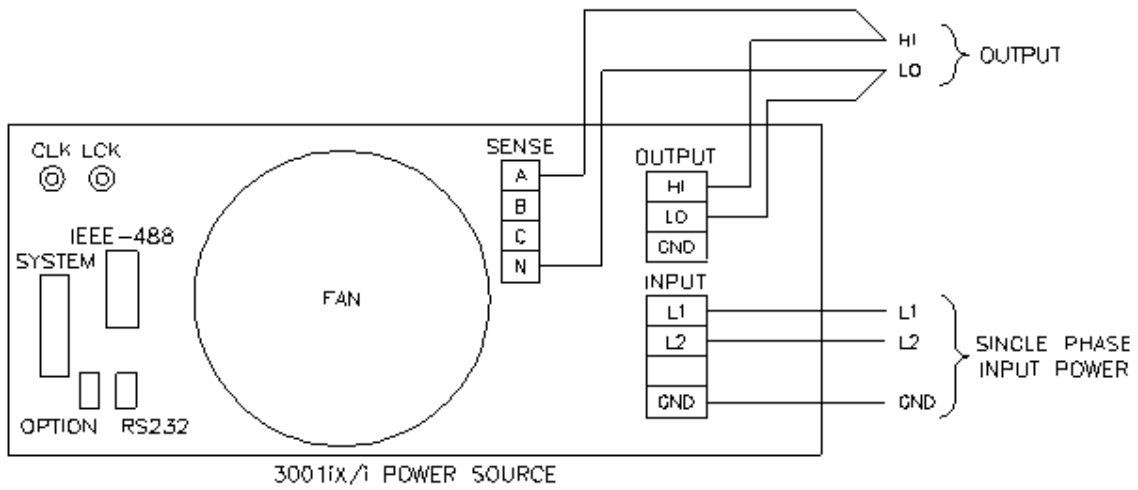 HI
LO
OUTPUT
CLK LCK
SENSE
A
B
C
N
OUTPUT
HI
LO
GND
IEEE-488
SYSTEM
FAN
INPUT
L1
L2
GND
L1
L2
GND
SINGLE PHASE
INPUT POWER
OPTION RS232
3001iX/i POWER SOURCE